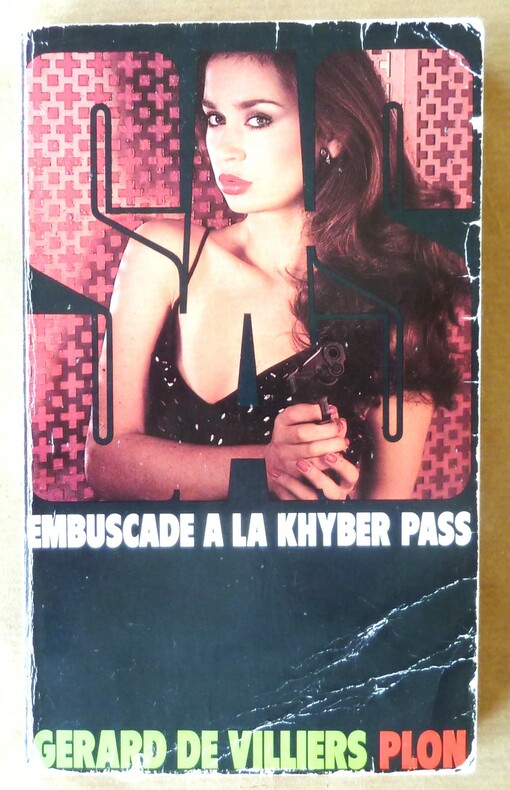 SAS
EMBUSCADE A LA KHYBER PASS
GERARD DE VILLIERS PLON